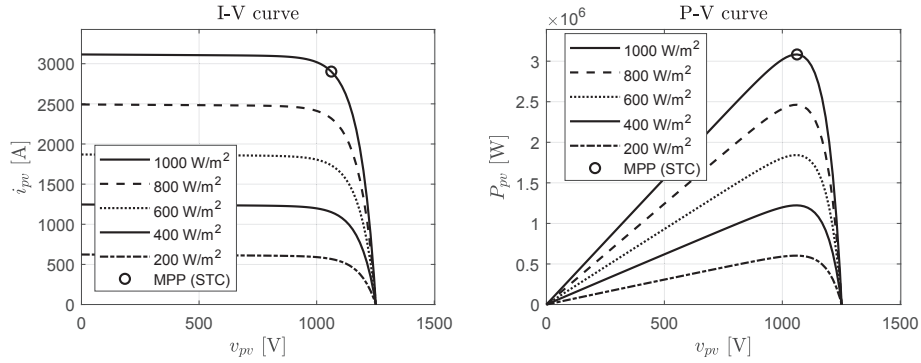 I-V curve
3000
2500
2000
1500
1000
500
0
0
500
1000
1500
i_pv [A]
v_pv [V]
1000 W/m²
800 W/m²
600 W/m²
400 W/m²
200 W/m²
MPP (STC)
P-V curve
×10⁶
3.5
3
2.5
2
1.5
1
0.5
0
0
500
1000
1500
P_pv [W]
v_pv [V]
1000 W/m²
800 W/m²
600 W/m²
400 W/m²
200 W/m²
MPP (STC)